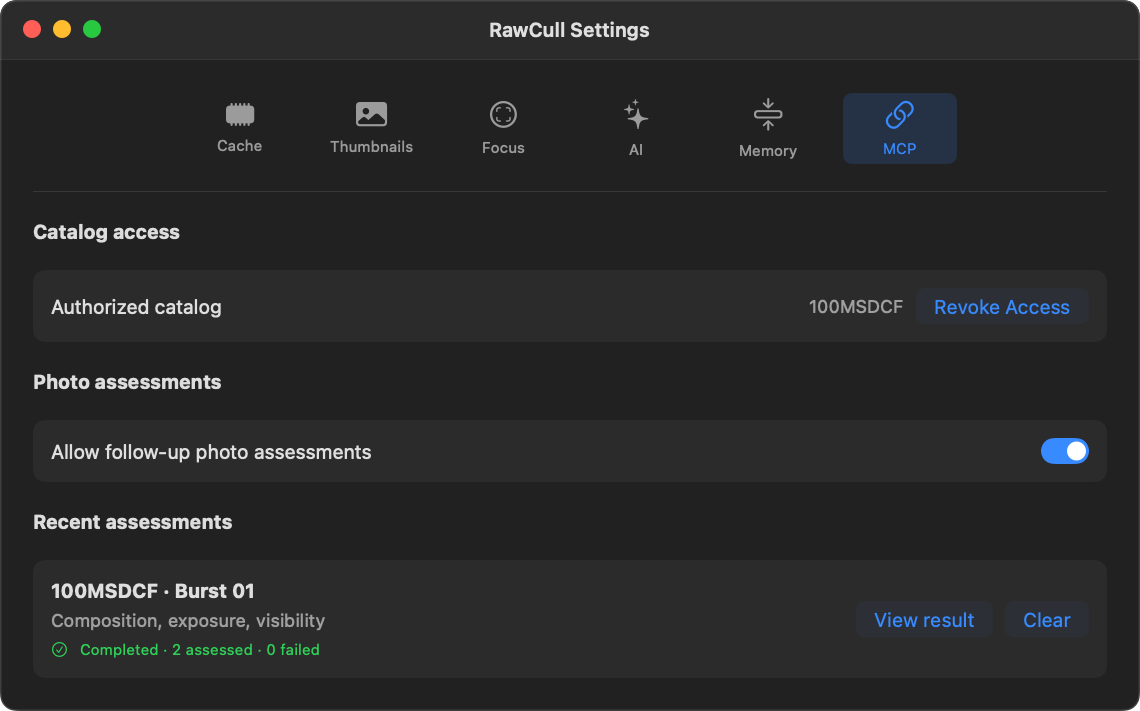 RawCull Settings
Cache
Thumbnails
Focus
AI
Memory
MCP
Catalog access
Authorized catalog
100MSDCF
Revoke Access
Photo assessments
Allow follow-up photo assessments
Recent assessments
100MSDCF · Burst 01
Composition, exposure, visibility
Completed · 2 assessed · 0 failed
View result
Clear